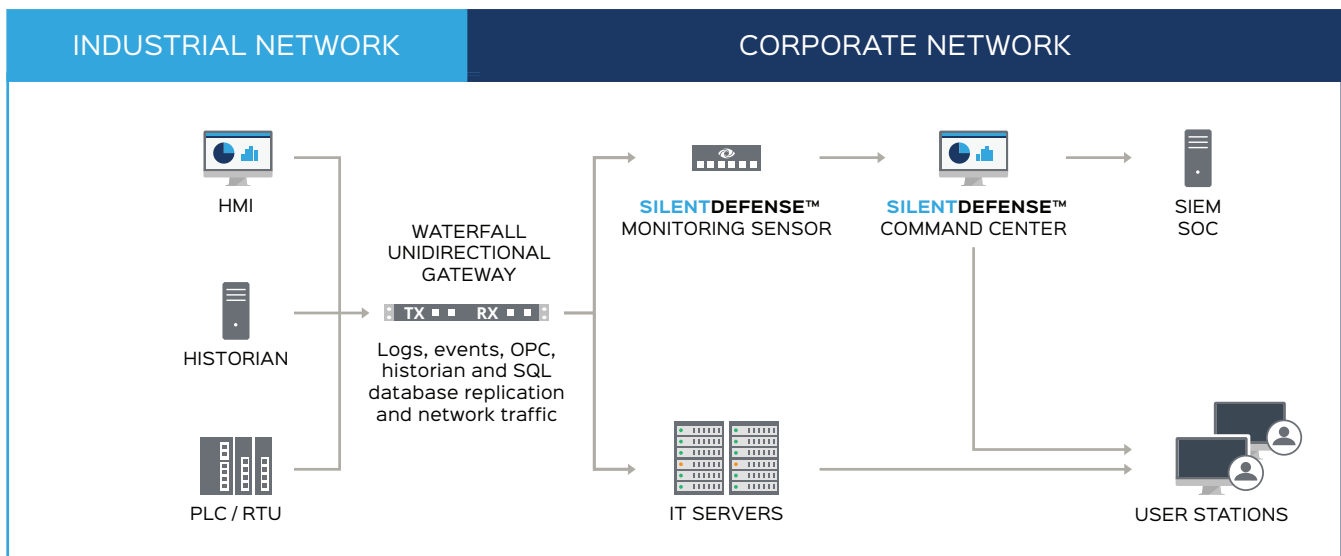 INDUSTRIAL NETWORK
CORPORATE NETWORK
HMI
HISTORIAN
PLC / RTU
WATERFALL
UNIDIRECTIONAL
GATEWAY
TX RX
Logs, events, OPC,
historian and SQL
database replication
and network traffic
SILENTDEFENSE™
MONITORING SENSOR
SILENTDEFENSE™
COMMAND CENTER
SIEM
SOC
IT SERVERS
USER STATIONS